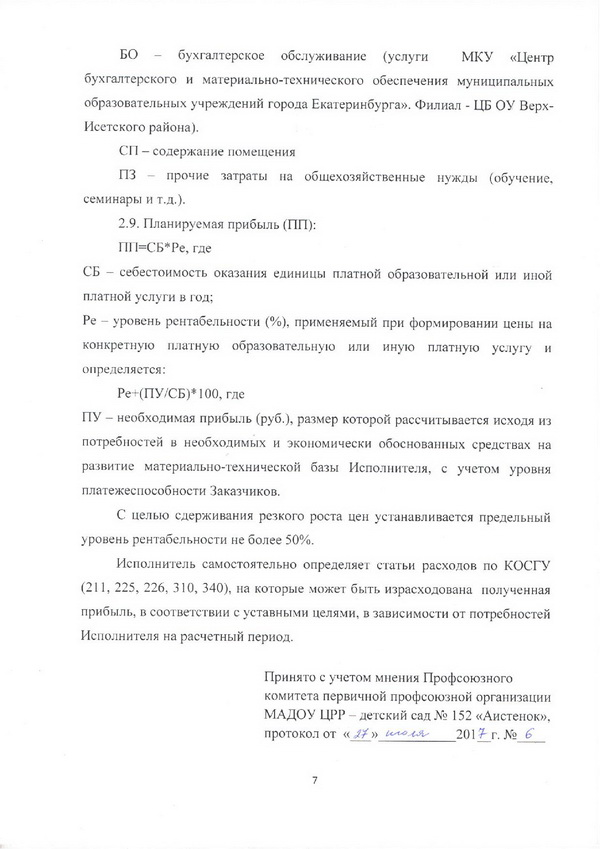 БО – бухгалтерское обслуживание (услуги МКУ «Центр
бухгалтерского и материально-технического обеспечения муниципальных
образовательных учреждений города Екатеринбурга». Филиал - ЦБ ОУ Верх-
Исетского района).
СП – содержание помещения
ПЗ – прочие затраты на общехозяйственные нужды (обучение,
семинары и т.д.).
2.9. Планируемая прибыль (ПП):
ПП=СБ*Ре, где
СБ – себестоимость оказания единицы платной образовательной или иной
платной услуги в год;
Ре – уровень рентабельности (%), применяемый при формировании цены на
конкретную платную образовательную или иную платную услугу и
определяется:
Ре+(ПУ/СБ)*100, где
ПУ – необходимая прибыль (руб.), размер которой рассчитывается исходя из
потребностей в необходимых и экономически обоснованных средствах на
развитие материально-технической базы Исполнителя, с учетом уровня
платежеспособности Заказчиков.
С целью сдерживания резкого роста цен устанавливается предельный
уровень рентабельности не более 50%.
Исполнитель самостоятельно определяет статьи расходов по КОСГУ
(211, 225, 226, 310, 340), на которые может быть израсходована полученная
прибыль, в соответствии с уставными целями, в зависимости от потребностей
Исполнителя на расчетный период.
Принято с учетом мнения Профсоюзного
комитета первичной профсоюзной организации
МАДОУ ЦРР – детский сад № 152 «Аистенок»,
протокол от «27» июля 2017 г. № 6
7